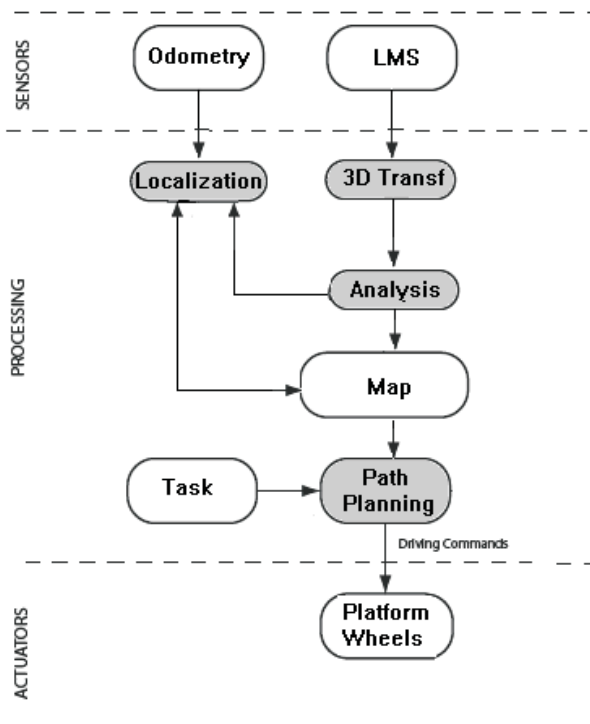 SENSORS
Odometry
LMS
PROCESSING
Localization
3D Transf
Analysis
Map
Task
Path
Planning
Driving Commands
ACTUATORS
Platform
Wheels